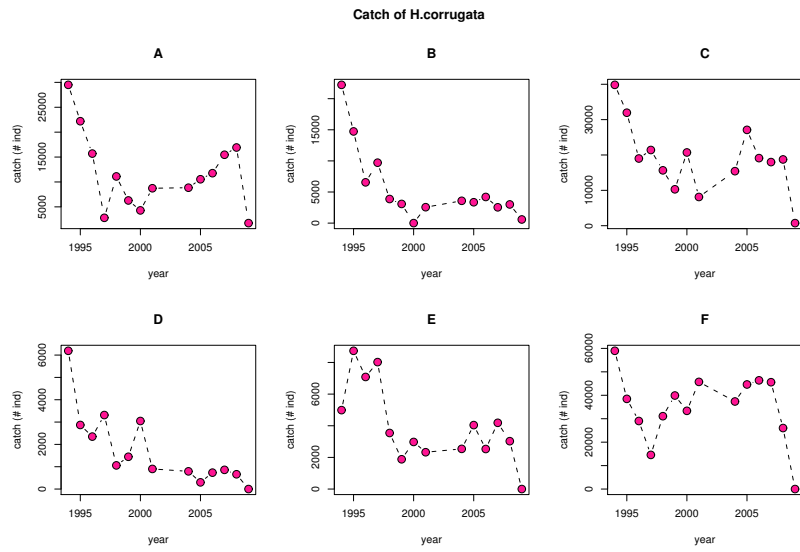 Catch of H.corrugata
A
catch (# ind)
5000 15000 25000
1995 2000 2005
year
B
catch (# ind)
0 5000 15000
1995 2000 2005
year
C
catch (# ind)
0 10000 30000
1995 2000 2005
year
D
catch (# ind)
0 2000 4000 6000
1995 2000 2005
year
E
catch (# ind)
0 2000 6000
1995 2000 2005
year
F
catch (# ind)
0 20000 40000 60000
1995 2000 2005
year